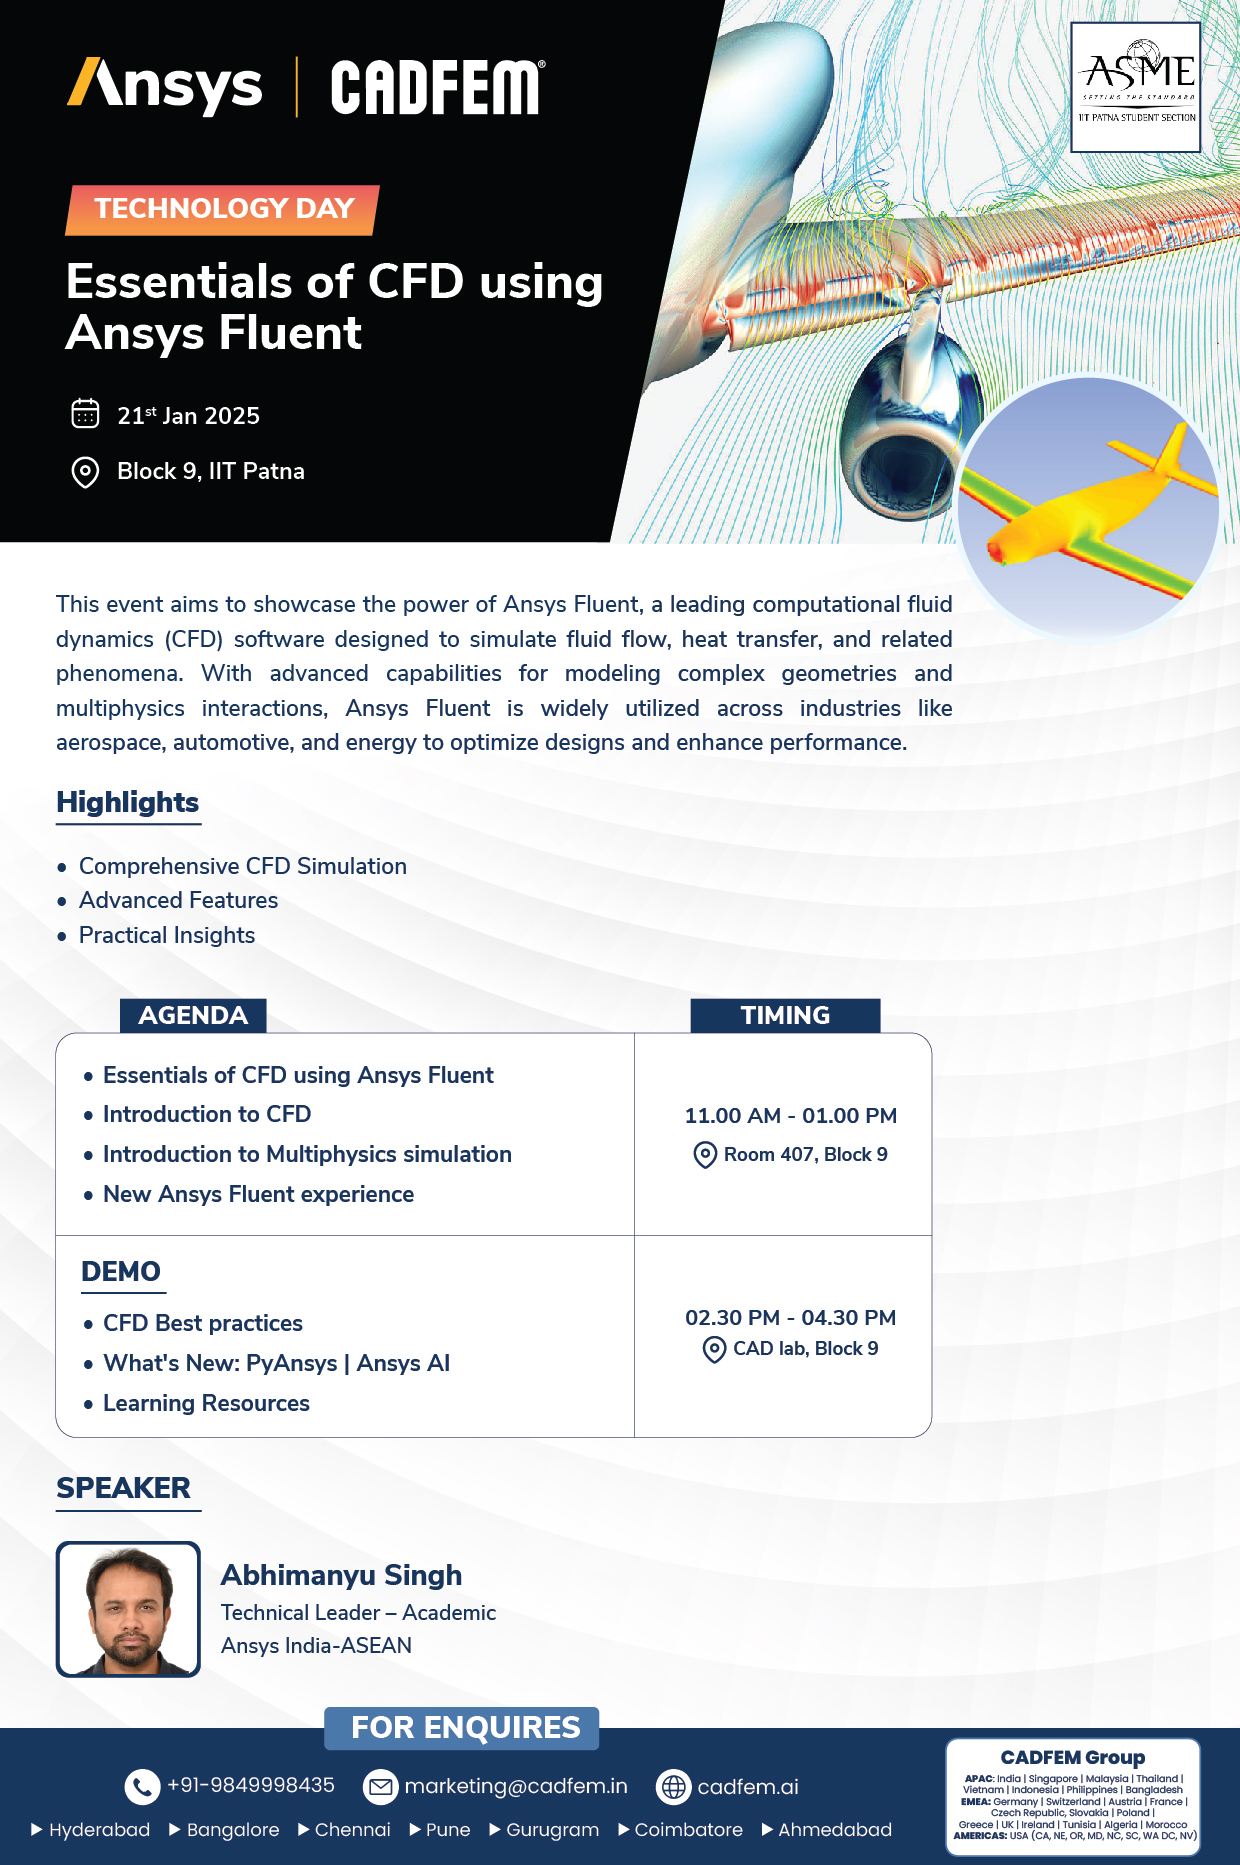 Ansys | CADFEM®
ASME
SETTING THE STANDARD
IIT PATNA STUDENT SECTION
TECHNOLOGY DAY
Essentials of CFD using
Ansys Fluent
21st Jan 2025
Block 9, IIT Patna
This event aims to showcase the power of Ansys Fluent, a leading computational fluid
dynamics (CFD) software designed to simulate fluid flow, heat transfer, and related
phenomena. With advanced capabilities for modeling complex geometries and
multiphysics interactions, Ansys Fluent is widely utilized across industries like
aerospace, automotive, and energy to optimize designs and enhance performance.
Highlights
• Comprehensive CFD Simulation
• Advanced Features
• Practical Insights
AGENDA
TIMING
• Essentials of CFD using Ansys Fluent
• Introduction to CFD
• Introduction to Multiphysics simulation
• New Ansys Fluent experience
11.00 AM - 01.00 PM
Room 407, Block 9
DEMO
• CFD Best practices
• What's New: PyAnsys | Ansys AI
• Learning Resources
02.30 PM - 04.30 PM
CAD lab, Block 9
SPEAKER
Abhimanyu Singh
Technical Leader – Academic
Ansys India-ASEAN
FOR ENQUIRES
+91-9849998435 marketing@cadfem.in cadfem.ai
▶ Hyderabad ▶ Bangalore ▶ Chennai ▶ Pune ▶ Gurugram ▶ Coimbatore ▶ Ahmedabad
CADFEM Group
APAC: India | Singapore | Malaysia | Thailand |
Vietnam | Indonesia | Philippines | Bangladesh
EMEA: Germany | Switzerland | Austria | France |
Czech Republic, Slovakia | Poland |
Greece | UK | Ireland | Tunisia | Algeria | Morocco
AMERICAS: USA (CA, NE, OR, MD, NC, SC, WA DC, NV)